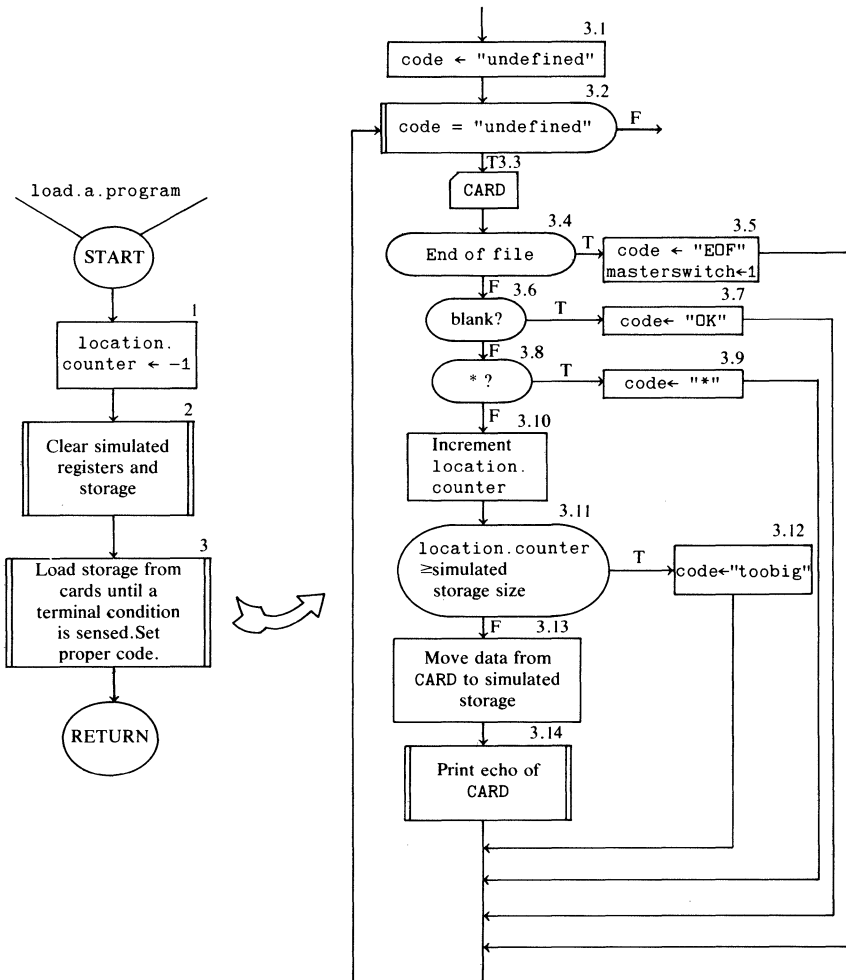 load.a.program
START
1
location.
counter ← -1
2
Clear simulated
registers and
storage
3
Load storage from
cards until a
terminal condition
is sensed.Set
proper code.
RETURN
3.1
code ← "undefined"
3.2
code = "undefined"
F
T3.3
CARD
3.4
End of file
T
3.5
code ← "EOF"
masterswitch←1
F
3.6
blank?
T
3.7
code← "OK"
F
3.8
* ?
T
3.9
code← "*"
F
3.10
Increment
location.
counter
3.11
location.counter
≥simulated
storage size
T
3.12
code←"toobig"
F
3.13
Move data from
CARD to simulated
storage
3.14
Print echo of
CARD